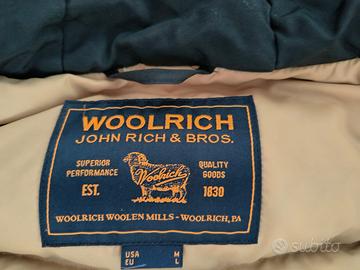 WOOLRICH
JOHN RICH & BROS.
SUPERIOR PERFORMANCE
QUALITY GOODS
Woolrich
EST. 1830
WOOLRICH WOOLEN MILLS - WOOLRICH, PA
USA M
EU L
subito